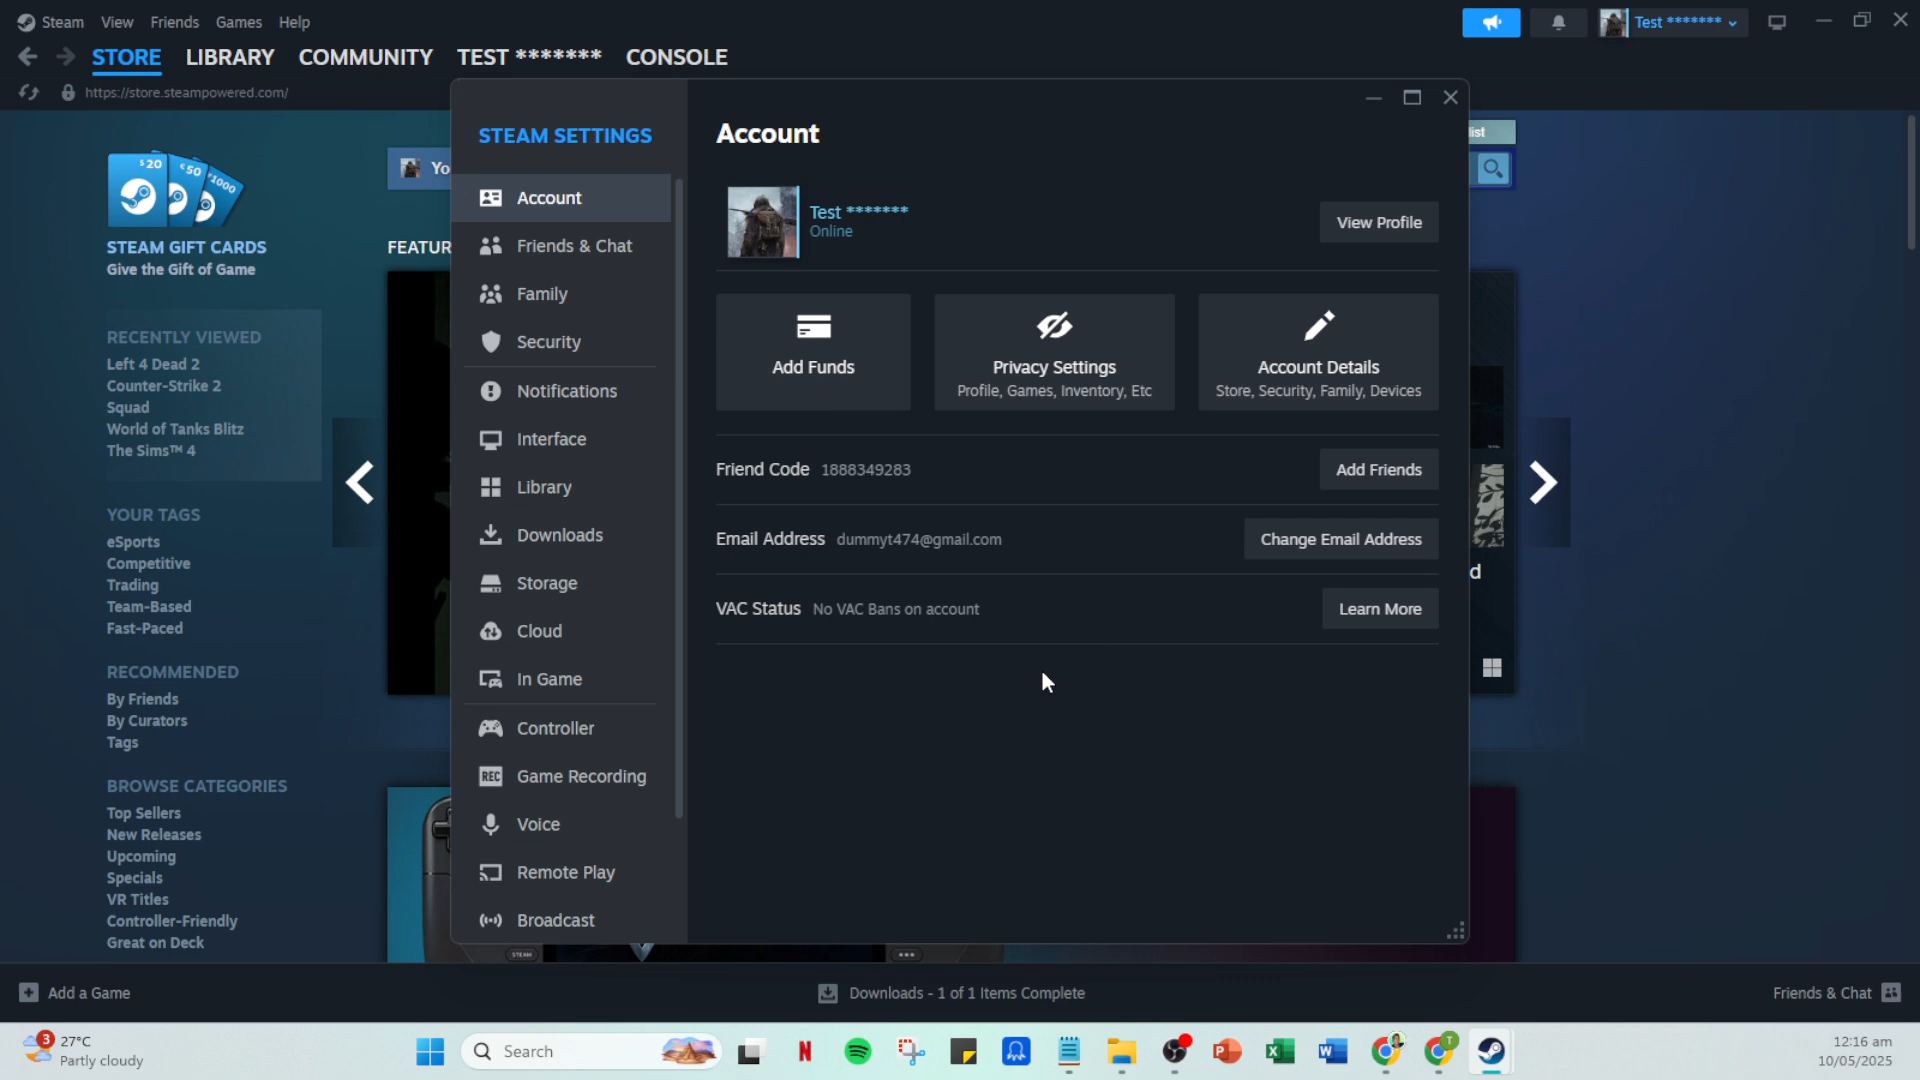 Steam View Friends Games Help
Test *******
STORE LIBRARY COMMUNITY TEST ******* CONSOLE
https://store.steampowered.com/
$20 €50 ¥1000
STEAM GIFT CARDS
Give the Gift of Game
RECENTLY VIEWED
Left 4 Dead 2
Counter-Strike 2
Squad
World of Tanks Blitz
The Sims™ 4
YOUR TAGS
eSports
Competitive
Trading
Team-Based
Fast-Paced
RECOMMENDED
By Friends
By Curators
Tags
BROWSE CATEGORIES
Top Sellers
New Releases
Upcoming
Specials
VR Titles
Controller-Friendly
Great on Deck
Yo
FEATUR
list
d
STEAM
STEAM SETTINGS
Account
Friends & Chat
Family
Security
Notifications
Interface
Library
Downloads
Storage
Cloud
In Game
Controller
REC Game Recording
Voice
Remote Play
Broadcast
Account
Test *******
Online
View Profile
Add Funds
Privacy Settings
Profile, Games, Inventory, Etc
Account Details
Store, Security, Family, Devices
Friend Code 1888349283
Add Friends
Email Address dummyt474@gmail.com
Change Email Address
VAC Status No VAC Bans on account
Learn More
Add a Game
Downloads - 1 of 1 Items Complete
Friends & Chat
3
27°C
Partly cloudy
Search
12:16 am
10/05/2025